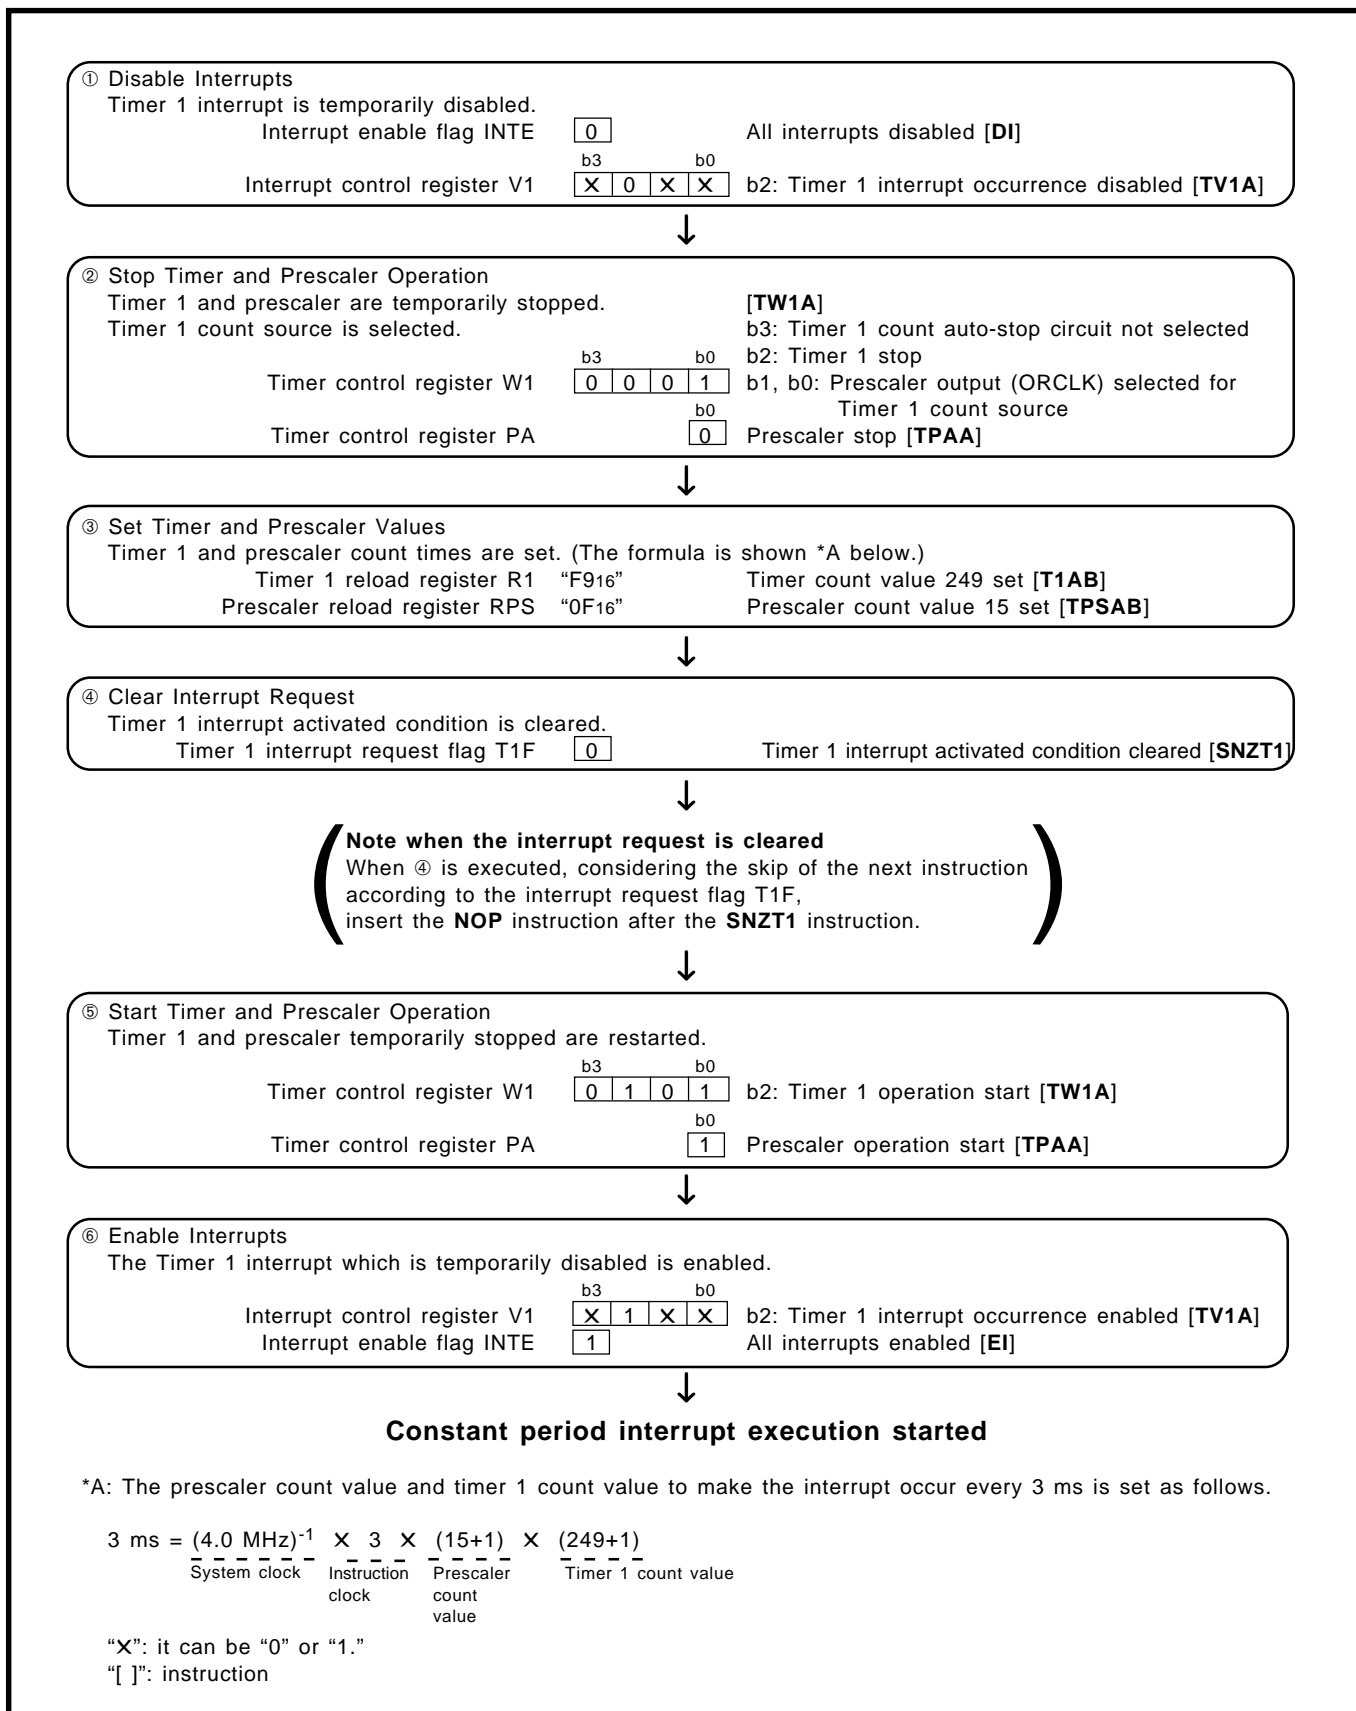 ① Disable Interrupts
Timer 1 interrupt is temporarily disabled.
Interrupt enable flag INTE 0 All interrupts disabled [DI]
b3 b0
Interrupt control register V1 ✕ 0 ✕ ✕ b2: Timer 1 interrupt occurrence disabled [TV1A]
↓
② Stop Timer and Prescaler Operation
Timer 1 and prescaler are temporarily stopped. [TW1A]
Timer 1 count source is selected. b3: Timer 1 count auto-stop circuit not selected
b3 b0 b2: Timer 1 stop
Timer control register W1 0 0 0 1 b1, b0: Prescaler output (ORCLK) selected for
b0 Timer 1 count source
Timer control register PA 0 Prescaler stop [TPAA]
↓
③ Set Timer and Prescaler Values
Timer 1 and prescaler count times are set. (The formula is shown *A below.)
Timer 1 reload register R1 “F916” Timer count value 249 set [T1AB]
Prescaler reload register RPS “0F16” Prescaler count value 15 set [TPSAB]
↓
④ Clear Interrupt Request
Timer 1 interrupt activated condition is cleared.
Timer 1 interrupt request flag T1F 0 Timer 1 interrupt activated condition cleared [SNZT1]
↓
Note when the interrupt request is cleared
When ④ is executed, considering the skip of the next instruction
according to the interrupt request flag T1F,
insert the NOP instruction after the SNZT1 instruction.
↓
⑤ Start Timer and Prescaler Operation
Timer 1 and prescaler temporarily stopped are restarted.
b3 b0
Timer control register W1 0 1 0 1 b2: Timer 1 operation start [TW1A]
b0
Timer control register PA 1 Prescaler operation start [TPAA]
↓
⑥ Enable Interrupts
The Timer 1 interrupt which is temporarily disabled is enabled.
b3 b0
Interrupt control register V1 ✕ 1 ✕ ✕ b2: Timer 1 interrupt occurrence enabled [TV1A]
Interrupt enable flag INTE 1 All interrupts enabled [EI]
↓
Constant period interrupt execution started
*A: The prescaler count value and timer 1 count value to make the interrupt occur every 3 ms is set as follows.
3 ms = (4.0 MHz)-1 ✕ 3 ✕ (15+1) ✕ (249+1)
System clock Instruction Prescaler Timer 1 count value
clock count
value
“✕”: it can be “0” or “1.”
“[ ]”: instruction